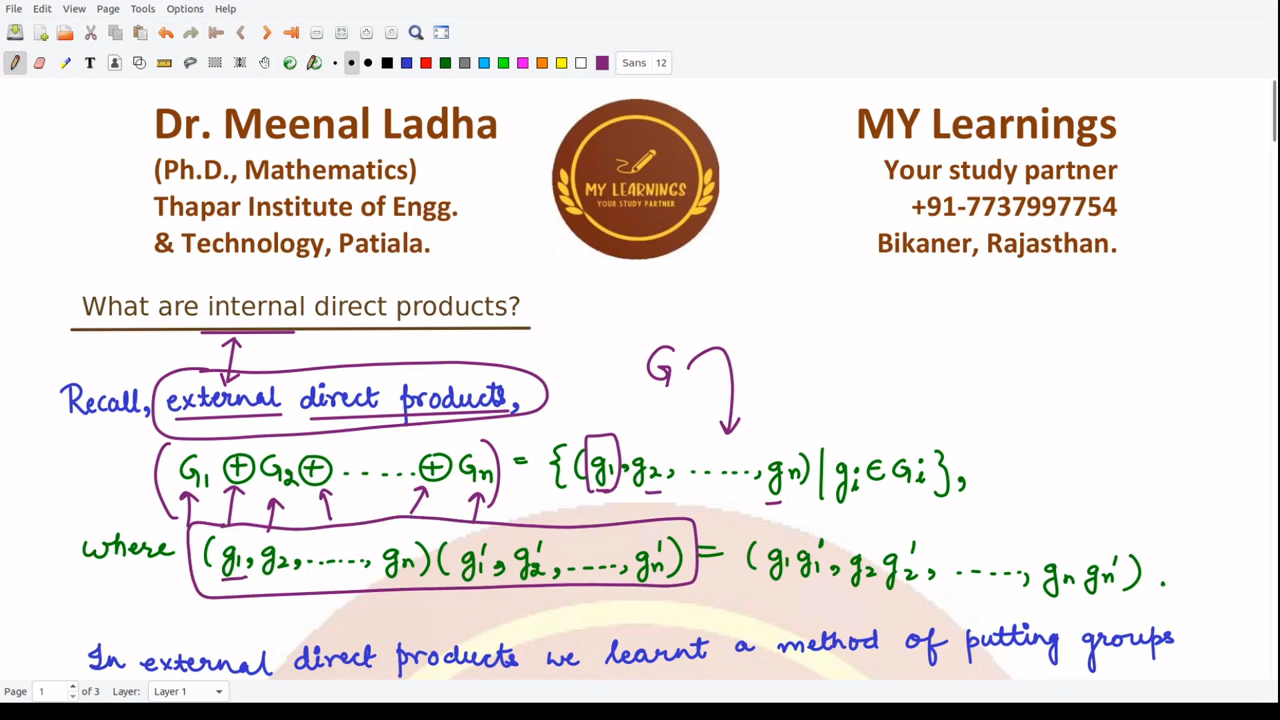 File Edit View Page Tools Options Help
Sans 12
Dr. Meenal Ladha
(Ph.D., Mathematics)
Thapar Institute of Engg.
& Technology, Patiala.
MY LEARNINGS
YOUR STUDY PARTNER
MY Learnings
Your study partner
+91-7737997754
Bikaner, Rajasthan.
What are internal direct products?
G
Recall, external direct products,
(G₁ ⊕ G₂ ⊕ ...... ⊕ Gₙ) = {(g₁, g₂, ......, gₙ) | gᵢ ∈ Gᵢ},
where (g₁, g₂, ......, gₙ)(g₁', g₂', ......, gₙ') = (g₁g₁', g₂g₂', ......, gₙgₙ').
In external direct products we learnt a method of putting groups
Page 1 of 3 Layer: Layer 1